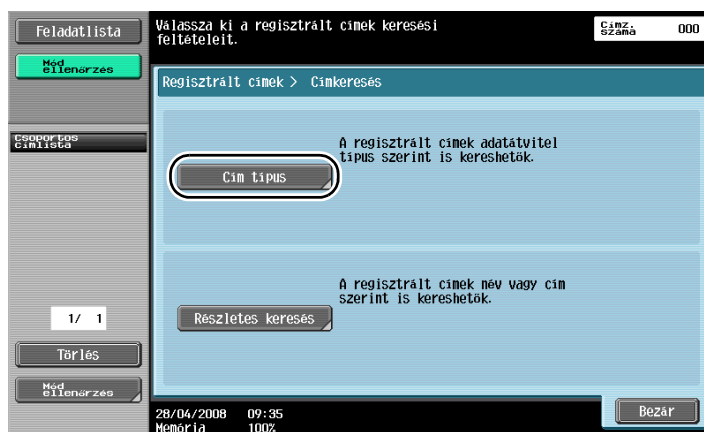 Feladatlista
Mód
ellenőrzés
Válassza ki a regisztrált címek keresési
feltételeit.
Címz.
száma
000
Regisztrált címek > Címkeresés
Csoportos
címlista
A regisztrált címek adatátvitel
típus szerint is kereshetők.
Cím típus
A regisztrált címek név vagy cím
szerint is kereshetők.
Részletes keresés
1/ 1
Törlés
Mód
ellenőrzés
28/04/2008 09:35
Memória 100%
Bezár